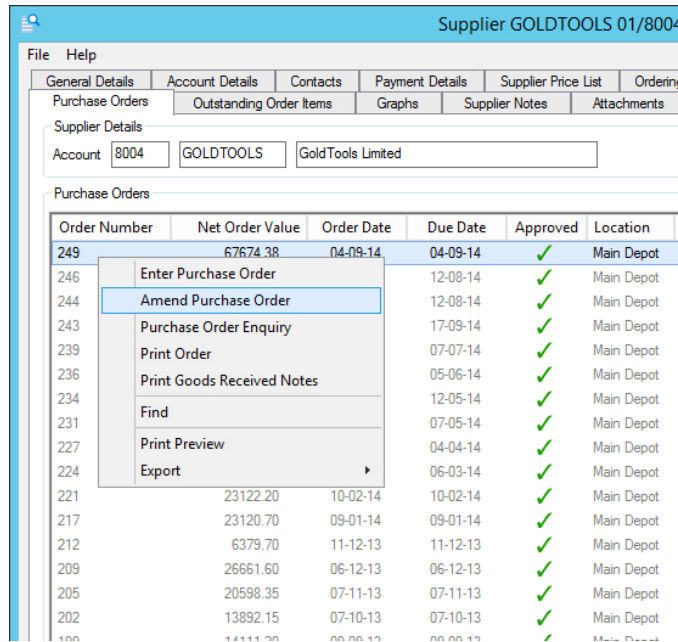 Supplier GOLDTOOLS 01/8004
File Help
General Details Account Details Contacts Payment Details Supplier Price List Ordering
Purchase Orders Outstanding Order Items Graphs Supplier Notes Attachments
Supplier Details
Account 8004 GOLDTOOLS GoldTools Limited
Purchase Orders
Order Number Net Order Value Order Date Due Date Approved Location
249 67674.38 04-09-14 04-09-14 ✓ Main Depot
246 Enter Purchase Order 12-08-14 ✓ Main Depot
244 Amend Purchase Order 12-08-14 ✓ Main Depot
243 Purchase Order Enquiry 17-09-14 ✓ Main Depot
239 Print Order 07-07-14 ✓ Main Depot
236 Print Goods Received Notes 05-06-14 ✓ Main Depot
234 Find 12-05-14 ✓ Main Depot
231 07-05-14 ✓ Main Depot
227 Print Preview 04-04-14 ✓ Main Depot
224 Export 06-03-14 ✓ Main Depot
221 23122.20 10-02-14 10-02-14 ✓ Main Depot
217 23120.70 09-01-14 09-01-14 ✓ Main Depot
212 6379.70 11-12-13 11-12-13 ✓ Main Depot
209 26661.60 06-12-13 06-12-13 ✓ Main Depot
205 20598.35 07-11-13 07-11-13 ✓ Main Depot
202 13892.15 07-10-13 07-10-13 ✓ Main Depot